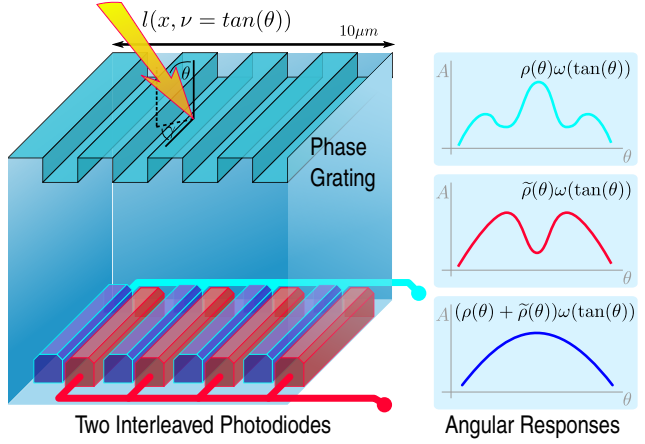 l(x, ν = tan(θ))
10μm
θ
Phase
Grating
Two Interleaved Photodiodes
A
ρ(θ)ω(tan(θ))
θ
A
ρ̃(θ)ω(tan(θ))
θ
A
(ρ(θ) + ρ̃(θ))ω(tan(θ))
θ
Angular Responses